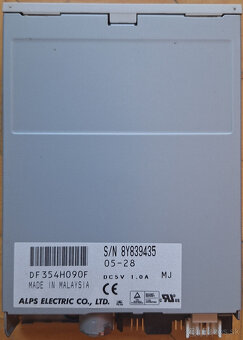 S/N 8Y839435
05-28
DF354H090F
MADE IN MALAYSIA
DC5V 1.0A
MJ
ALPS ELECTRIC CO., LTD.